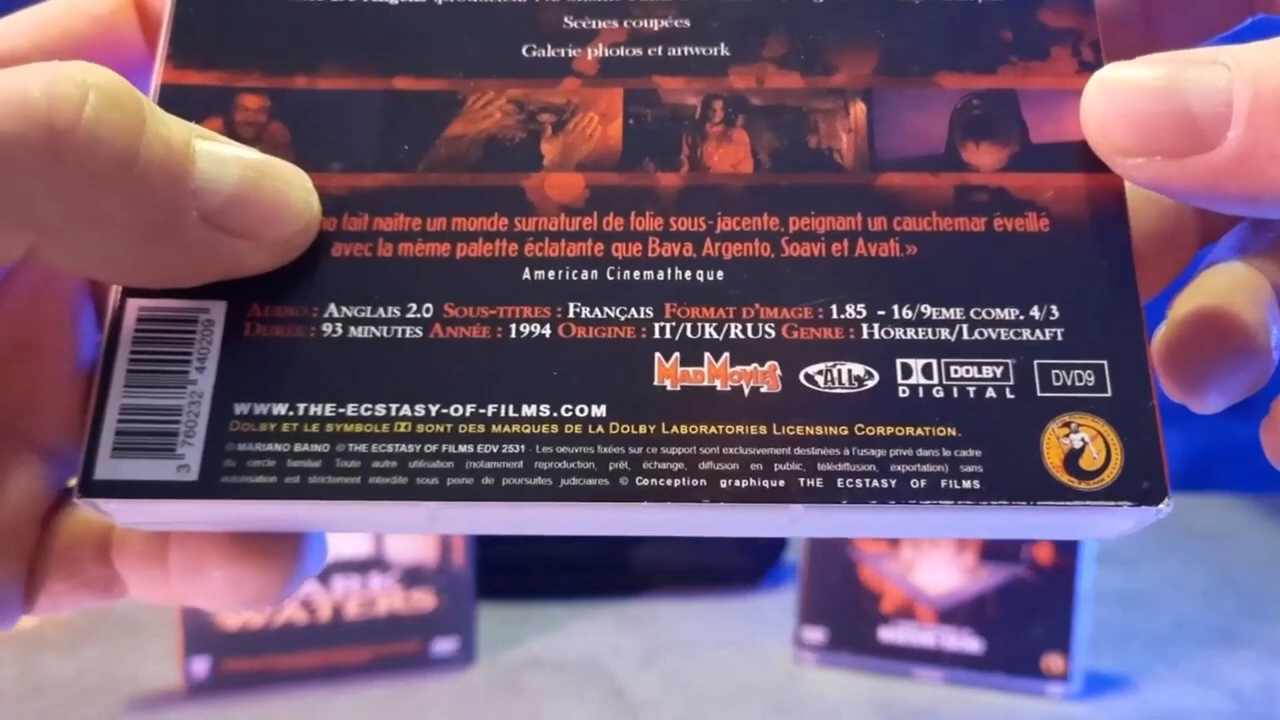 Scènes coupées
Galerie photos et artwork
no fait naître un monde surnaturel de folie sous-jacente, peignant un cauchemar éveillé
avec la même palette éclatante que Bava, Argento, Soavi et Avati.»
American Cinematheque
AUDIO : ANGLAIS 2.0 SOUS-TITRES : FRANÇAIS FORMAT D'IMAGE : 1.85 - 16/9EME COMP. 4/3
DURÉE : 93 MINUTES ANNÉE : 1994 ORIGINE : IT/UK/RUS GENRE : HORREUR/LOVECRAFT
MAD MOVIES ALL DOLBY DIGITAL DVD9
WWW.THE-ECSTASY-OF-FILMS.COM
DOLBY ET LE SYMBOLE SONT DES MARQUES DE LA DOLBY LABORATORIES LICENSING CORPORATION.
© MARIANO BAINO @ THE ECSTASY OF FILMS EDV 2531 - Les oeuvres fixées sur ce support sont exclusivement destinées à l'usage privé dans le cadre
du cercle familial Toute autre utilisation (notamment reproduction, prêt, échange, diffusion en public, télédiffusion, exportation) sans
autorisation est strictement interdite sous peine de poursuites judiciaires © Conception graphique THE ECSTASY OF FILMS
3 760232 440209
DARK
WATERS